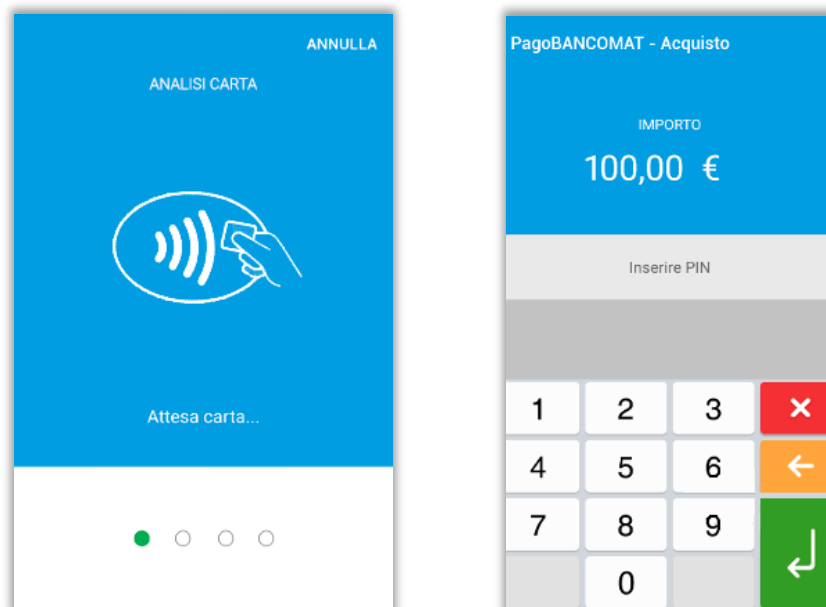 ANNULLA
ANALISI CARTA
Attesa carta...
PagoBANCOMAT - Acquisto
IMPORTO
100,00 €
Inserire PIN
1 2 3
4 5 6
7 8 9
0